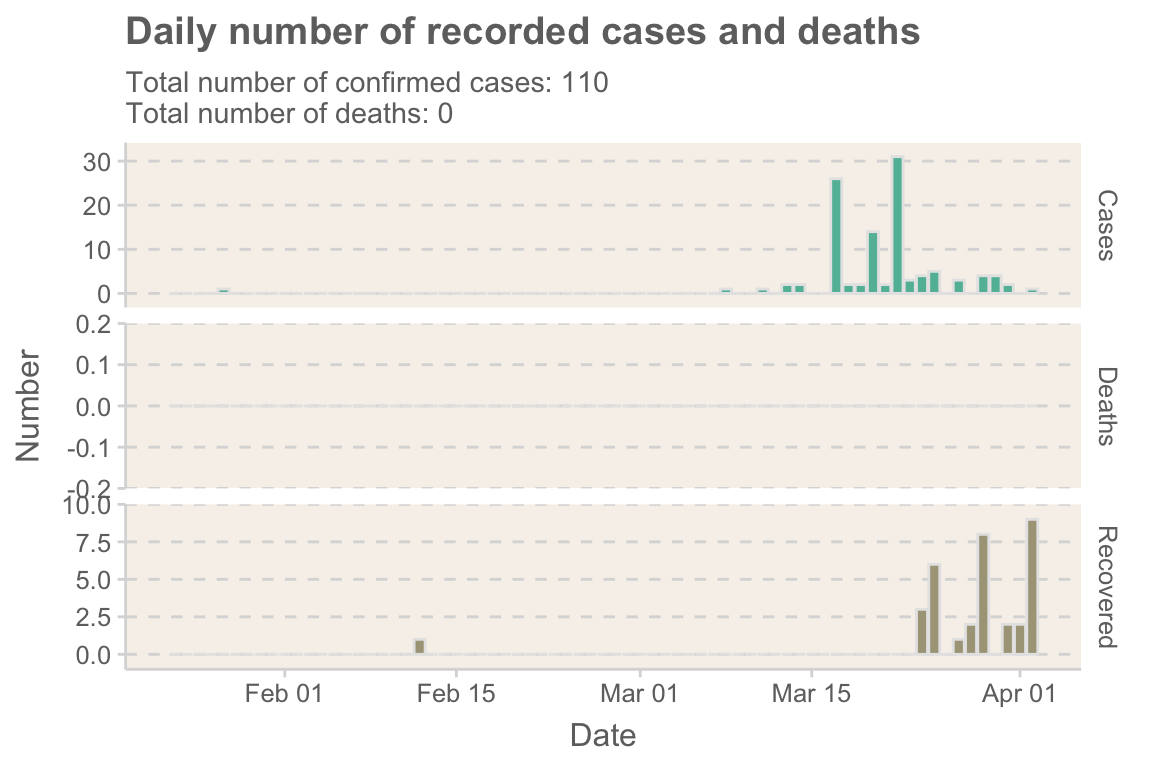 Daily number of recorded cases and deaths
Total number of confirmed cases: 110
Total number of deaths: 0
30
20
10
0
Cases
0.2
0.1
0.0
-0.1
-0.2
Deaths
10.0
7.5
5.0
2.5
0.0
Recovered
Number
Feb 01
Feb 15
Mar 01
Mar 15
Apr 01
Date